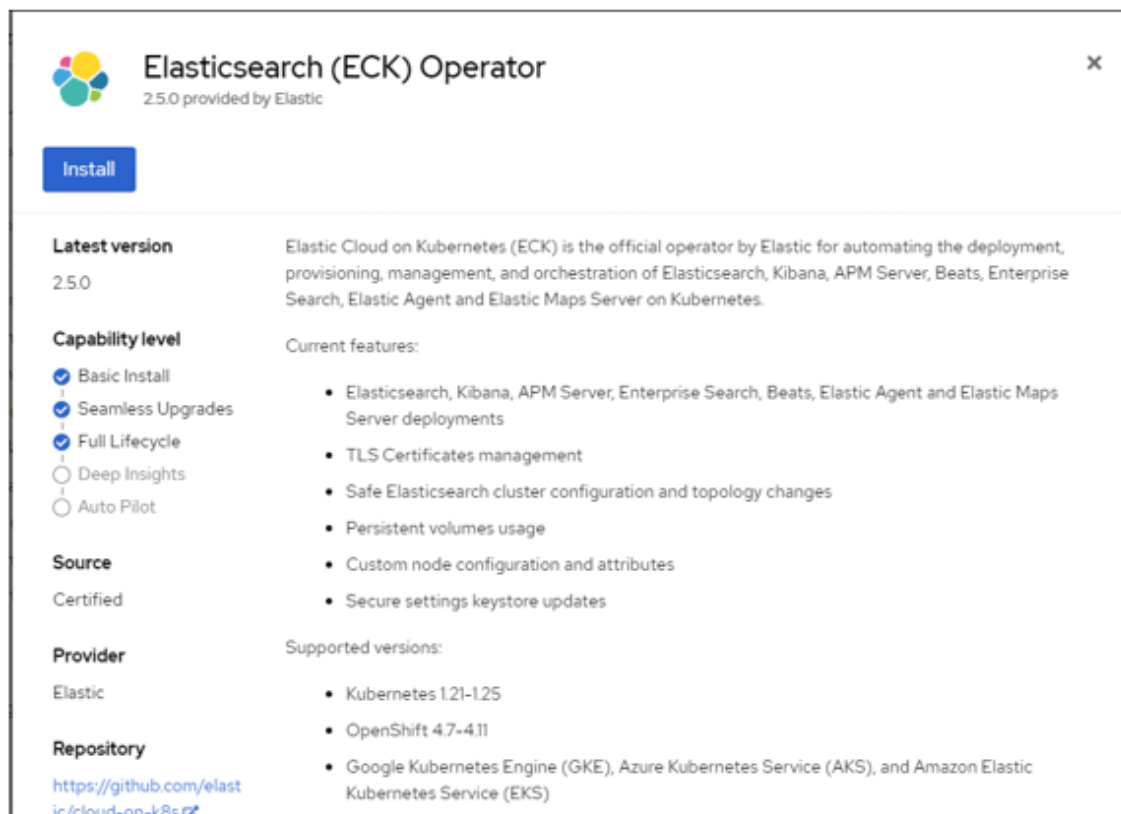 Elasticsearch (ECK) Operator
2.5.0 provided by Elastic
Install
Latest version
2.5.0
Capability level
Basic Install
Seamless Upgrades
Full Lifecycle
Deep Insights
Auto Pilot
Source
Certified
Provider
Elastic
Repository
https://github.com/elast
ic/cloud-on-k8s
Elastic Cloud on Kubernetes (ECK) is the official operator by Elastic for automating the deployment,
provisioning, management, and orchestration of Elasticsearch, Kibana, APM Server, Beats, Enterprise
Search, Elastic Agent and Elastic Maps Server on Kubernetes.
Current features:
Elasticsearch, Kibana, APM Server, Enterprise Search, Beats, Elastic Agent and Elastic Maps
Server deployments
TLS Certificates management
Safe Elasticsearch cluster configuration and topology changes
Persistent volumes usage
Custom node configuration and attributes
Secure settings keystore updates
Supported versions:
Kubernetes 1.21-1.25
OpenShift 4.7-4.11
Google Kubernetes Engine (GKE), Azure Kubernetes Service (AKS), and Amazon Elastic
Kubernetes Service (EKS)